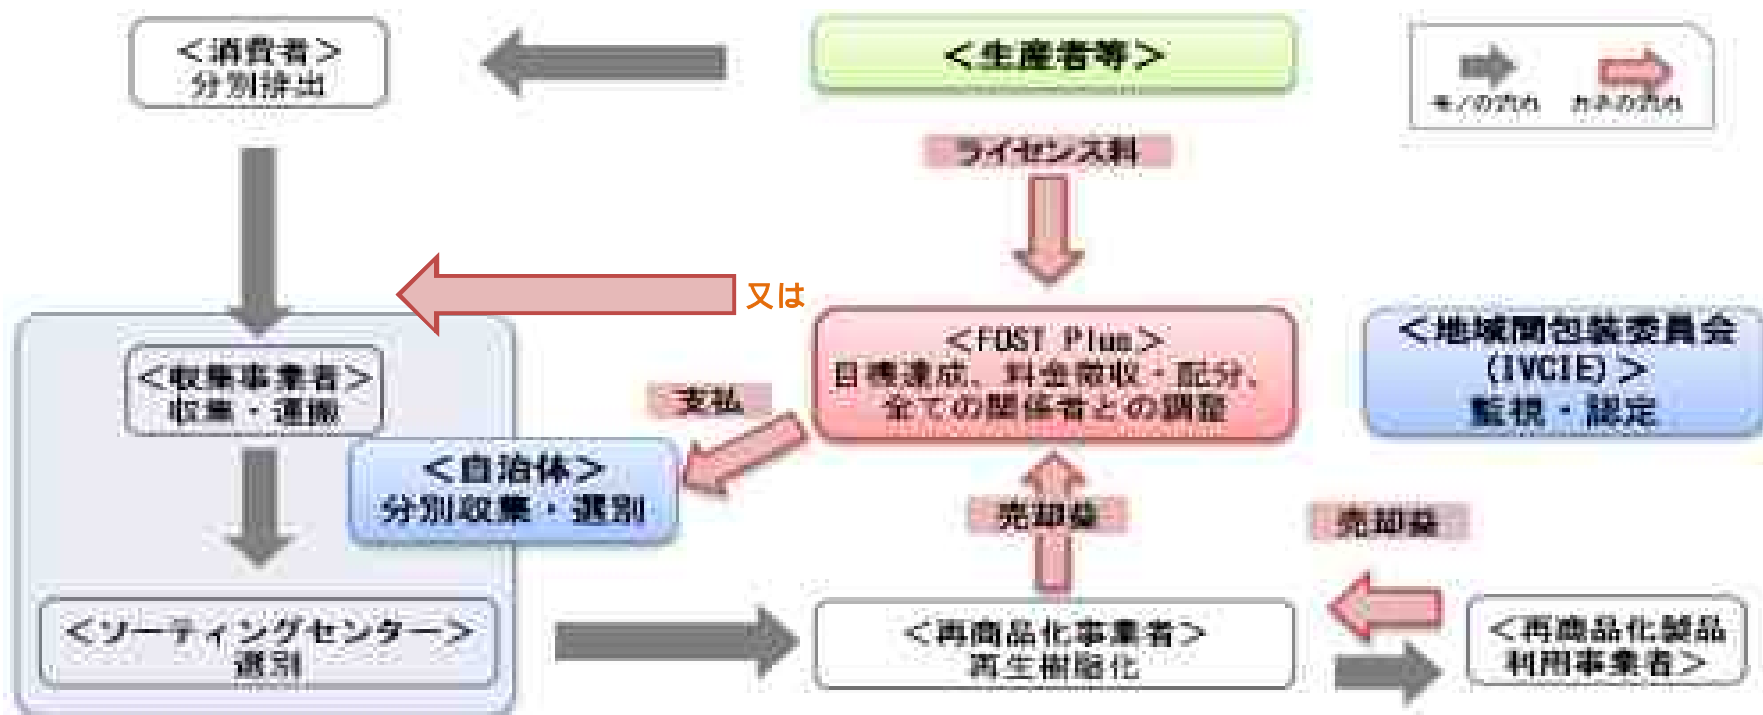 <消費者>
分別排出
<生産者等>
モノの流れ
カネの流れ
ライセンス料
又は
<FOST Plus>
目標達成、料金徴収・配分、
全ての関係者との調整
<地域間包装委員会
(IVCIE)>
監視・認定
<収集事業者>
収集・運搬
支払
<自治体>
分別収集・選別
売却益
売却益
<ソーティングセンター>
選別
<再商品化事業者>
再生樹脂化
<再商品化製品
利用事業者>